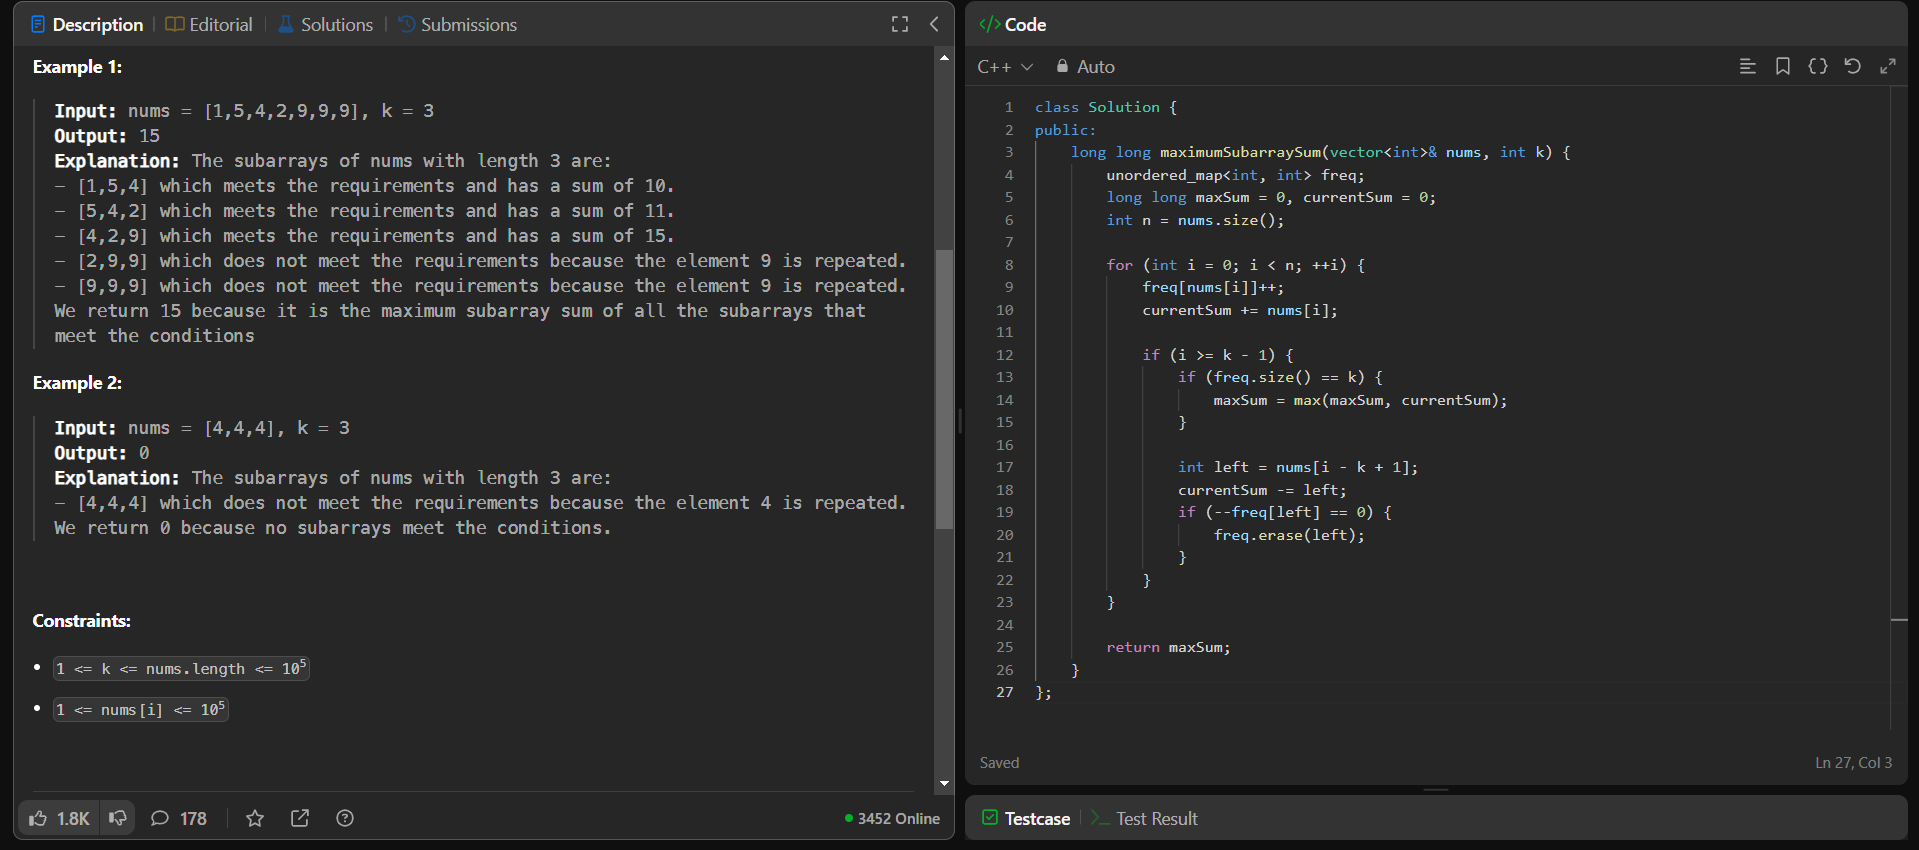 Description | Editorial | Solutions | Submissions
Example 1:
Input: nums = [1,5,4,2,9,9,9], k = 3
Output: 15
Explanation: The subarrays of nums with length 3 are:
- [1,5,4] which meets the requirements and has a sum of 10.
- [5,4,2] which meets the requirements and has a sum of 11.
- [4,2,9] which meets the requirements and has a sum of 15.
- [2,9,9] which does not meet the requirements because the element 9 is repeated.
- [9,9,9] which does not meet the requirements because the element 9 is repeated.
We return 15 because it is the maximum subarray sum of all the subarrays that
meet the conditions
Example 2:
Input: nums = [4,4,4], k = 3
Output: 0
Explanation: The subarrays of nums with length 3 are:
- [4,4,4] which does not meet the requirements because the element 4 is repeated.
We return 0 because no subarrays meet the conditions.
Constraints:
• 1 <= k <= nums.length <= 10⁵
• 1 <= nums[i] <= 10⁵
1.8K 178 3452 Online
</> Code
C++ Auto
1 class Solution {
2 public:
3     long long maximumSubarraySum(vector<int>& nums, int k) {
4         unordered_map<int, int> freq;
5         long long maxSum = 0, currentSum = 0;
6         int n = nums.size();
7
8         for (int i = 0; i < n; ++i) {
9             freq[nums[i]]++;
10             currentSum += nums[i];
11
12             if (i >= k - 1) {
13                 if (freq.size() == k) {
14                     maxSum = max(maxSum, currentSum);
15                 }
16
17                 int left = nums[i - k + 1];
18                 currentSum -= left;
19                 if (--freq[left] == 0) {
20                     freq.erase(left);
21                 }
22             }
23         }
24
25         return maxSum;
26     }
27 };
Saved Ln 27, Col 3
Testcase | >_ Test Result